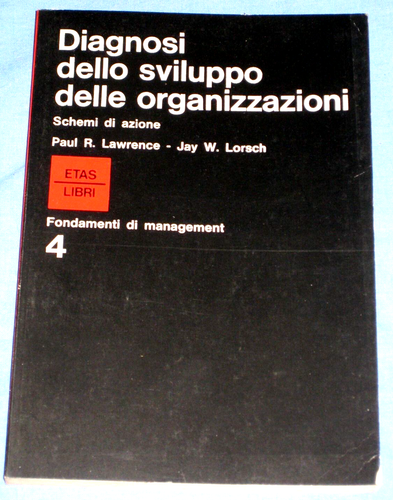 Diagnosi
dello sviluppo
delle organizzazioni
Schemi di azione
Paul R. Lawrence - Jay W. Lorsch
ETAS
LIBRI
Fondamenti di management
4